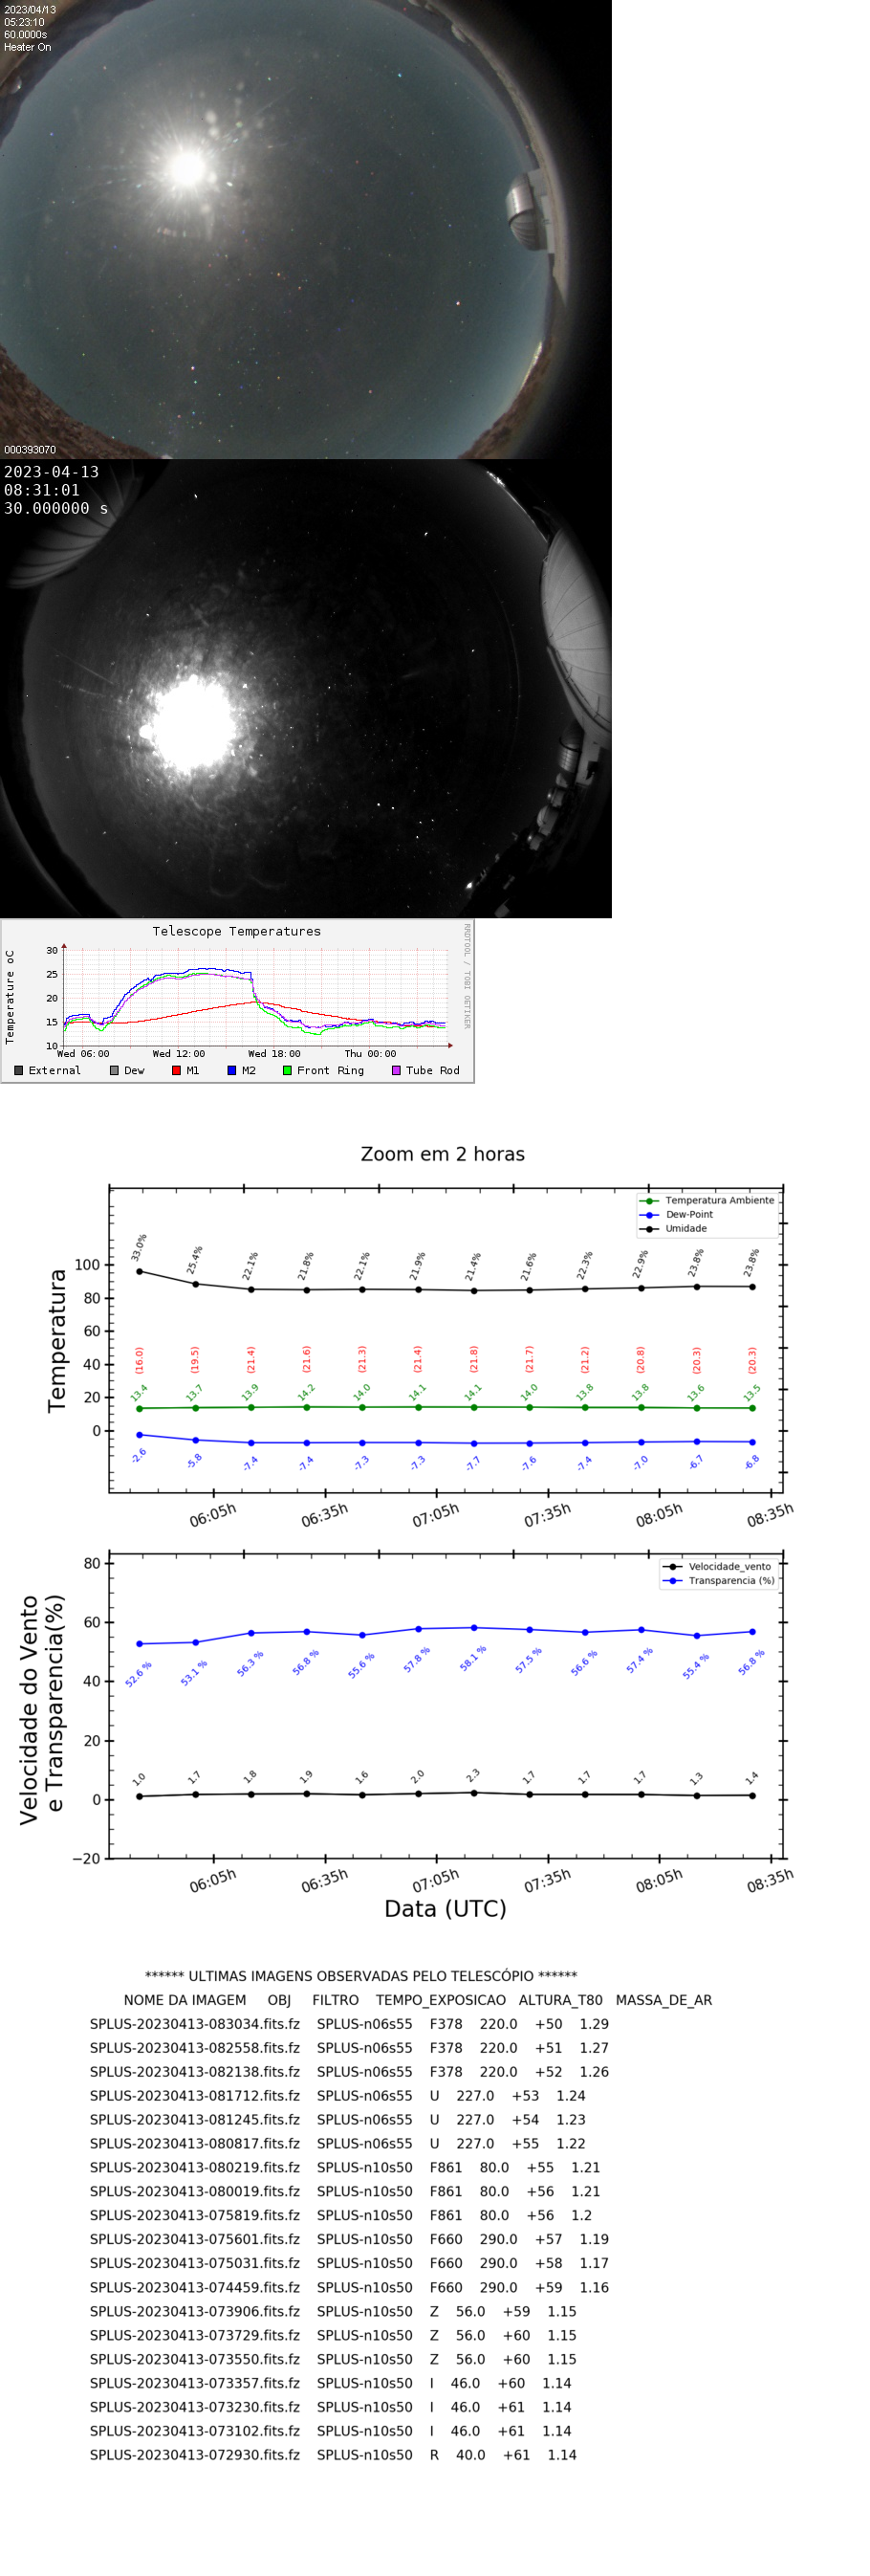 2023/04/13
05:23:10
60.0000s
Heater On
000393070
2023-04-13
08:31:01
30.000000 s
Telescope Temperatures
RRDTOOL / TOBI OETIKER
Temperature oC
30
25
20
15
10
Wed 06:00 Wed 12:00 Wed 18:00 Thu 00:00
External Dew M1 M2 Front Ring Tube Rod
Zoom em 2 horas
Temperatura Ambiente
Dew-Point
Umidade
Temperatura
100
80
60
40
20
0
33.0% 25.4% 22.1% 21.8% 22.1% 21.9% 21.4% 21.6% 22.3% 22.9% 23.8% 23.8%
(16.0) (19.5) (21.4) (21.6) (21.3) (21.4) (21.8) (21.7) (21.2) (20.8) (20.3) (20.3)
13.4 13.7 13.9 14.2 14.0 14.1 14.1 14.0 13.8 13.8 13.6 13.5
-2.6 -5.8 -7.4 -7.4 -7.3 -7.3 -7.7 -7.6 -7.4 -7.0 -6.7 -6.8
06:05h 06:35h 07:05h 07:35h 08:05h 08:35h
Velocidade_vento
Transparencia (%)
Velocidade do Vento
e Transparencia(%)
80
60
40
20
0
−20
52.6 % 53.1 % 56.3 % 56.8 % 55.6 % 57.8 % 58.1 % 57.5 % 56.6 % 57.4 % 55.4 % 56.8 %
1.0 1.7 1.8 1.9 1.6 2.0 2.3 1.7 1.7 1.7 1.3 1.4
06:05h 06:35h 07:05h 07:35h 08:05h 08:35h
Data (UTC)
****** ULTIMAS IMAGENS OBSERVADAS PELO TELESCÓPIO ******
NOME DA IMAGEM OBJ FILTRO TEMPO_EXPOSICAO ALTURA_T80 MASSA_DE_AR
SPLUS-20230413-083034.fits.fz SPLUS-n06s55 F378 220.0 +50 1.29
SPLUS-20230413-082558.fits.fz SPLUS-n06s55 F378 220.0 +51 1.27
SPLUS-20230413-082138.fits.fz SPLUS-n06s55 F378 220.0 +52 1.26
SPLUS-20230413-081712.fits.fz SPLUS-n06s55 U 227.0 +53 1.24
SPLUS-20230413-081245.fits.fz SPLUS-n06s55 U 227.0 +54 1.23
SPLUS-20230413-080817.fits.fz SPLUS-n06s55 U 227.0 +55 1.22
SPLUS-20230413-080219.fits.fz SPLUS-n10s50 F861 80.0 +55 1.21
SPLUS-20230413-080019.fits.fz SPLUS-n10s50 F861 80.0 +56 1.21
SPLUS-20230413-075819.fits.fz SPLUS-n10s50 F861 80.0 +56 1.2
SPLUS-20230413-075601.fits.fz SPLUS-n10s50 F660 290.0 +57 1.19
SPLUS-20230413-075031.fits.fz SPLUS-n10s50 F660 290.0 +58 1.17
SPLUS-20230413-074459.fits.fz SPLUS-n10s50 F660 290.0 +59 1.16
SPLUS-20230413-073906.fits.fz SPLUS-n10s50 Z 56.0 +59 1.15
SPLUS-20230413-073729.fits.fz SPLUS-n10s50 Z 56.0 +60 1.15
SPLUS-20230413-073550.fits.fz SPLUS-n10s50 Z 56.0 +60 1.15
SPLUS-20230413-073357.fits.fz SPLUS-n10s50 I 46.0 +60 1.14
SPLUS-20230413-073230.fits.fz SPLUS-n10s50 I 46.0 +61 1.14
SPLUS-20230413-073102.fits.fz SPLUS-n10s50 I 46.0 +61 1.14
SPLUS-20230413-072930.fits.fz SPLUS-n10s50 R 40.0 +61 1.14